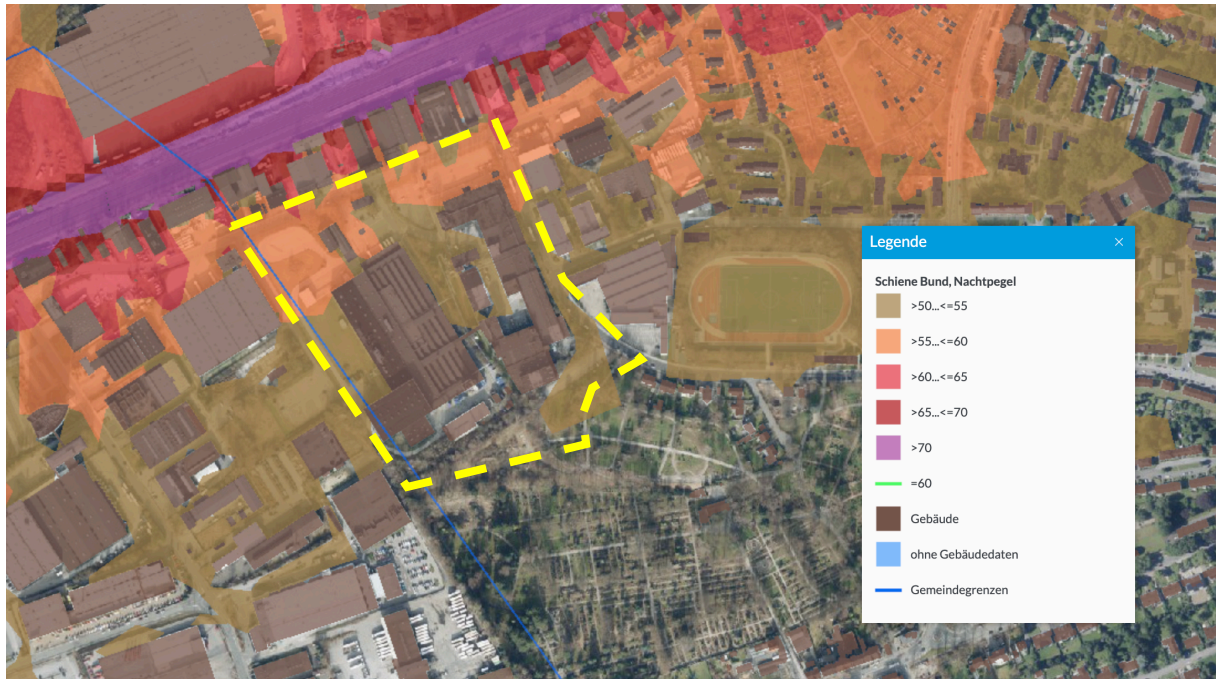 Legende
Schiene Bund, Nachtpegel
>50...<=55
>55...<=60
>60...<=65
>65...<=70
>70
=60
Gebäude
ohne Gebäudedaten
Gemeindegrenzen